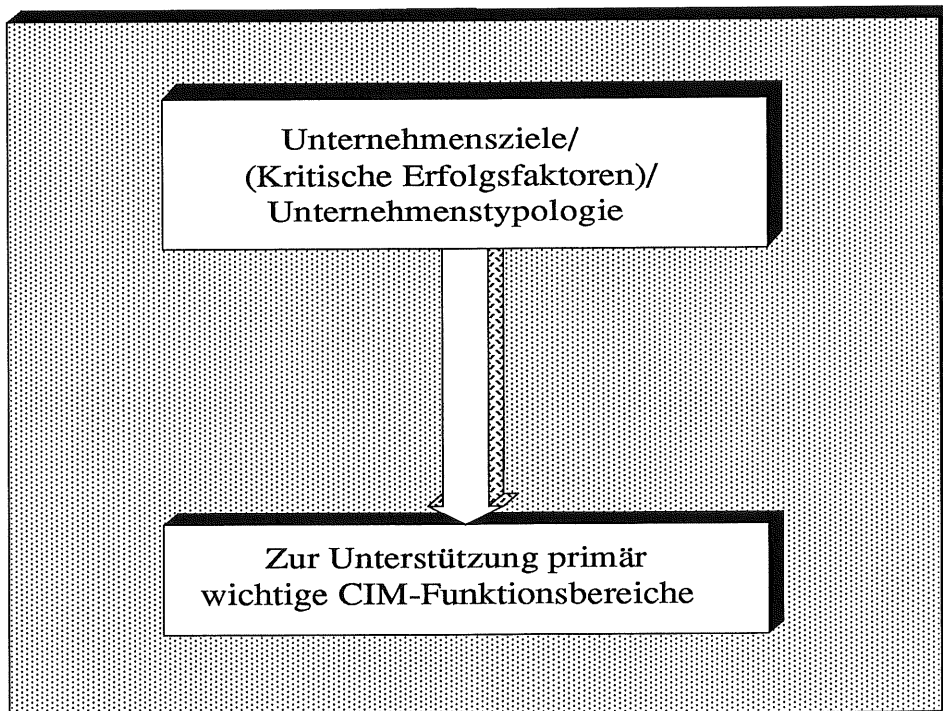 Unternehmensziele/
(Kritische Erfolgsfaktoren)/
Unternehmenstypologie
Zur Unterstützung primär
wichtige CIM-Funktionsbereiche